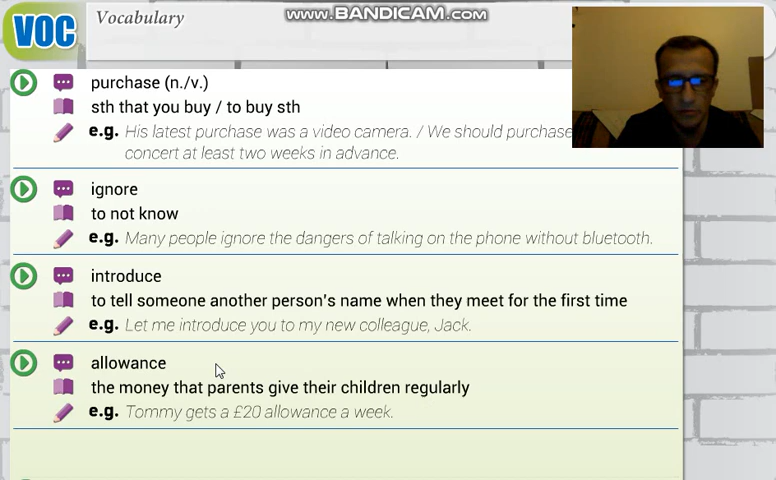 www.BANDICAM.com
VOC
Vocabulary
purchase (n./v.)
sth that you buy / to buy sth
e.g. His latest purchase was a video camera. / We should purchase
concert at least two weeks in advance.
ignore
to not know
e.g. Many people ignore the dangers of talking on the phone without bluetooth.
introduce
to tell someone another person's name when they meet for the first time
e.g. Let me introduce you to my new colleague, Jack.
allowance
the money that parents give their children regularly
e.g. Tommy gets a £20 allowance a week.